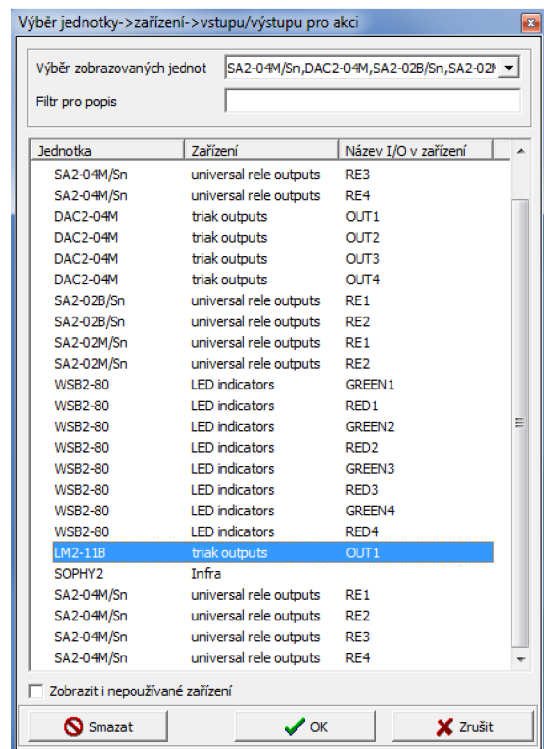 Výběr jednotky->zařízení->vstupu/výstupu pro akci
Výběr zobrazovaných jednot SA2-04M/Sn,DAC2-04M,SA2-02B/Sn,SA2-02M
Filtr pro popis
Jednotka Zařízení Název I/O v zařízení
SA2-04M/Sn universal rele outputs RE3
SA2-04M/Sn universal rele outputs RE4
DAC2-04M triak outputs OUT1
DAC2-04M triak outputs OUT2
DAC2-04M triak outputs OUT3
DAC2-04M triak outputs OUT4
SA2-02B/Sn universal rele outputs RE1
SA2-02B/Sn universal rele outputs RE2
SA2-02M/Sn universal rele outputs RE1
SA2-02M/Sn universal rele outputs RE2
WSB2-80 LED indicators GREEN1
WSB2-80 LED indicators RED1
WSB2-80 LED indicators GREEN2
WSB2-80 LED indicators RED2
WSB2-80 LED indicators GREEN3
WSB2-80 LED indicators RED3
WSB2-80 LED indicators GREEN4
WSB2-80 LED indicators RED4
LM2-11B triak outputs OUT1
SOPHY2 Infra
SA2-04M/Sn universal rele outputs RE1
SA2-04M/Sn universal rele outputs RE2
SA2-04M/Sn universal rele outputs RE3
SA2-04M/Sn universal rele outputs RE4
Zobrazit i nepoužívané zařízení
Smazat OK Zrušit